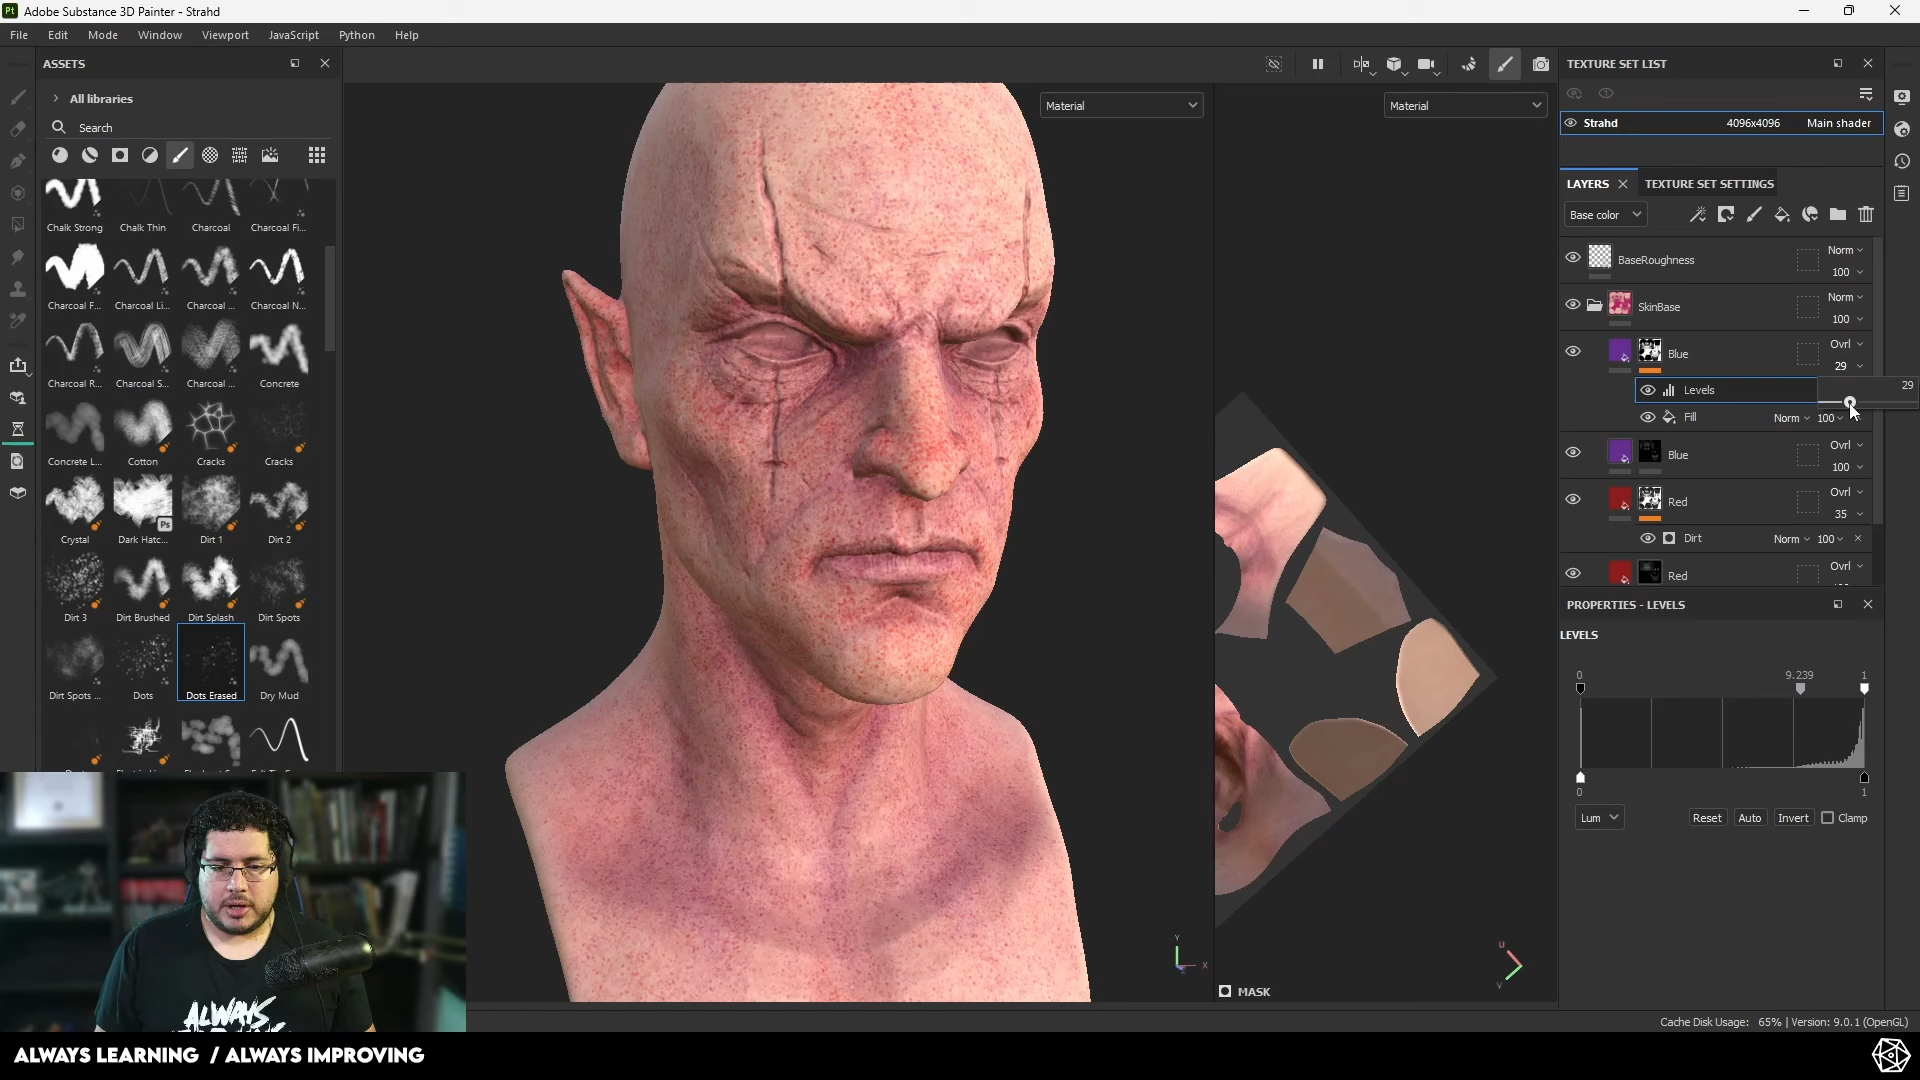 Pt Adobe Substance 3D Painter - Strahd
File Edit Mode Window Viewport JavaScript Python Help
ASSETS
All libraries
Search
Chalk Strong Chalk Thin Charcoal Charcoal Fi...
Charcoal F... Charcoal Li... Charcoal ... Charcoal N...
Charcoal R... Charcoal S... Charcoal ... Concrete
Concrete L... Cotton Cracks Cracks
Ps
Crystal Dark Hatc... Dirt 1 Dirt 2
Dirt 3 Dirt Brushed Dirt Splash Dirt Spots
Dirt Spots ... Dots Dots Erased Dry Mud
Material
Material
Y
X
Z
U
V
MASK
TEXTURE SET LIST
Strahd 4096x4096 Main shader
LAYERS TEXTURE SET SETTINGS
Base color
BaseRoughness Norm
100
SkinBase Norm
100
Blue Ovrl
29
Levels 29
Fill Norm 100
Blue Ovrl
100
Red Ovrl
35
Dirt Norm 100
Red Ovrl
PROPERTIES - LEVELS
LEVELS
0 9.239 1
0 1
Lum Reset Auto Invert Clamp
Cache Disk Usage: 65% | Version: 9.0.1 (OpenGL)
ALWAYS
ALWAYS LEARNING / ALWAYS IMPROVING